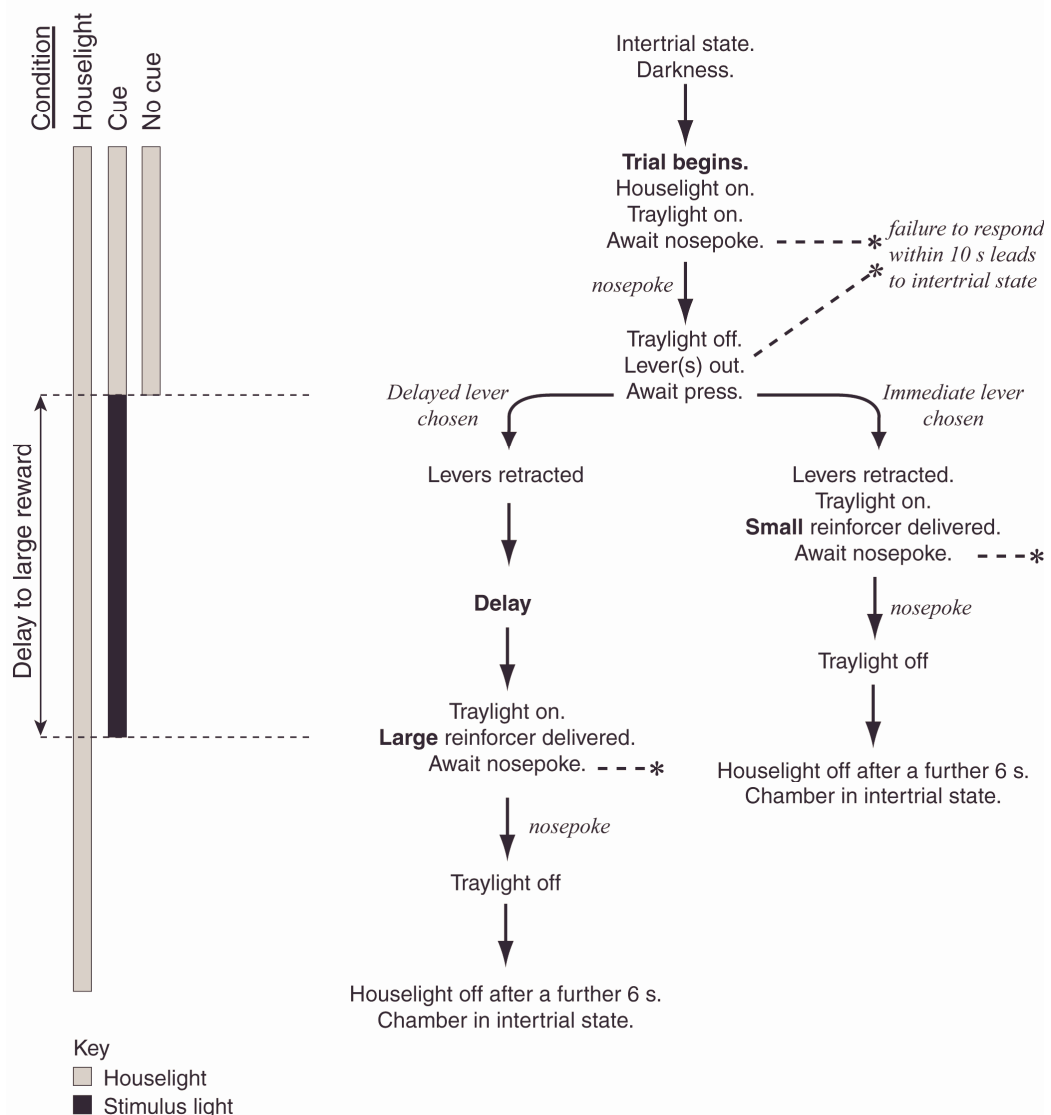 Condition
Houselight
Cue
No cue
Delay to large reward
Intertrial state.
Darkness.
Trial begins.
Houselight on.
Traylight on.
Await nosepoke.
*
*
failure to respond
within 10 s leads
to intertrial state
nosepoke
Traylight off.
Lever(s) out.
Await press.
Delayed lever
chosen
Immediate lever
chosen
Levers retracted
Delay
Traylight on.
Large reinforcer delivered.
Await nosepoke. *
nosepoke
Traylight off
Houselight off after a further 6 s.
Chamber in intertrial state.
Levers retracted.
Traylight on.
Small reinforcer delivered.
Await nosepoke. *
nosepoke
Traylight off
Houselight off after a further 6 s.
Chamber in intertrial state.
Key
Houselight
Stimulus light